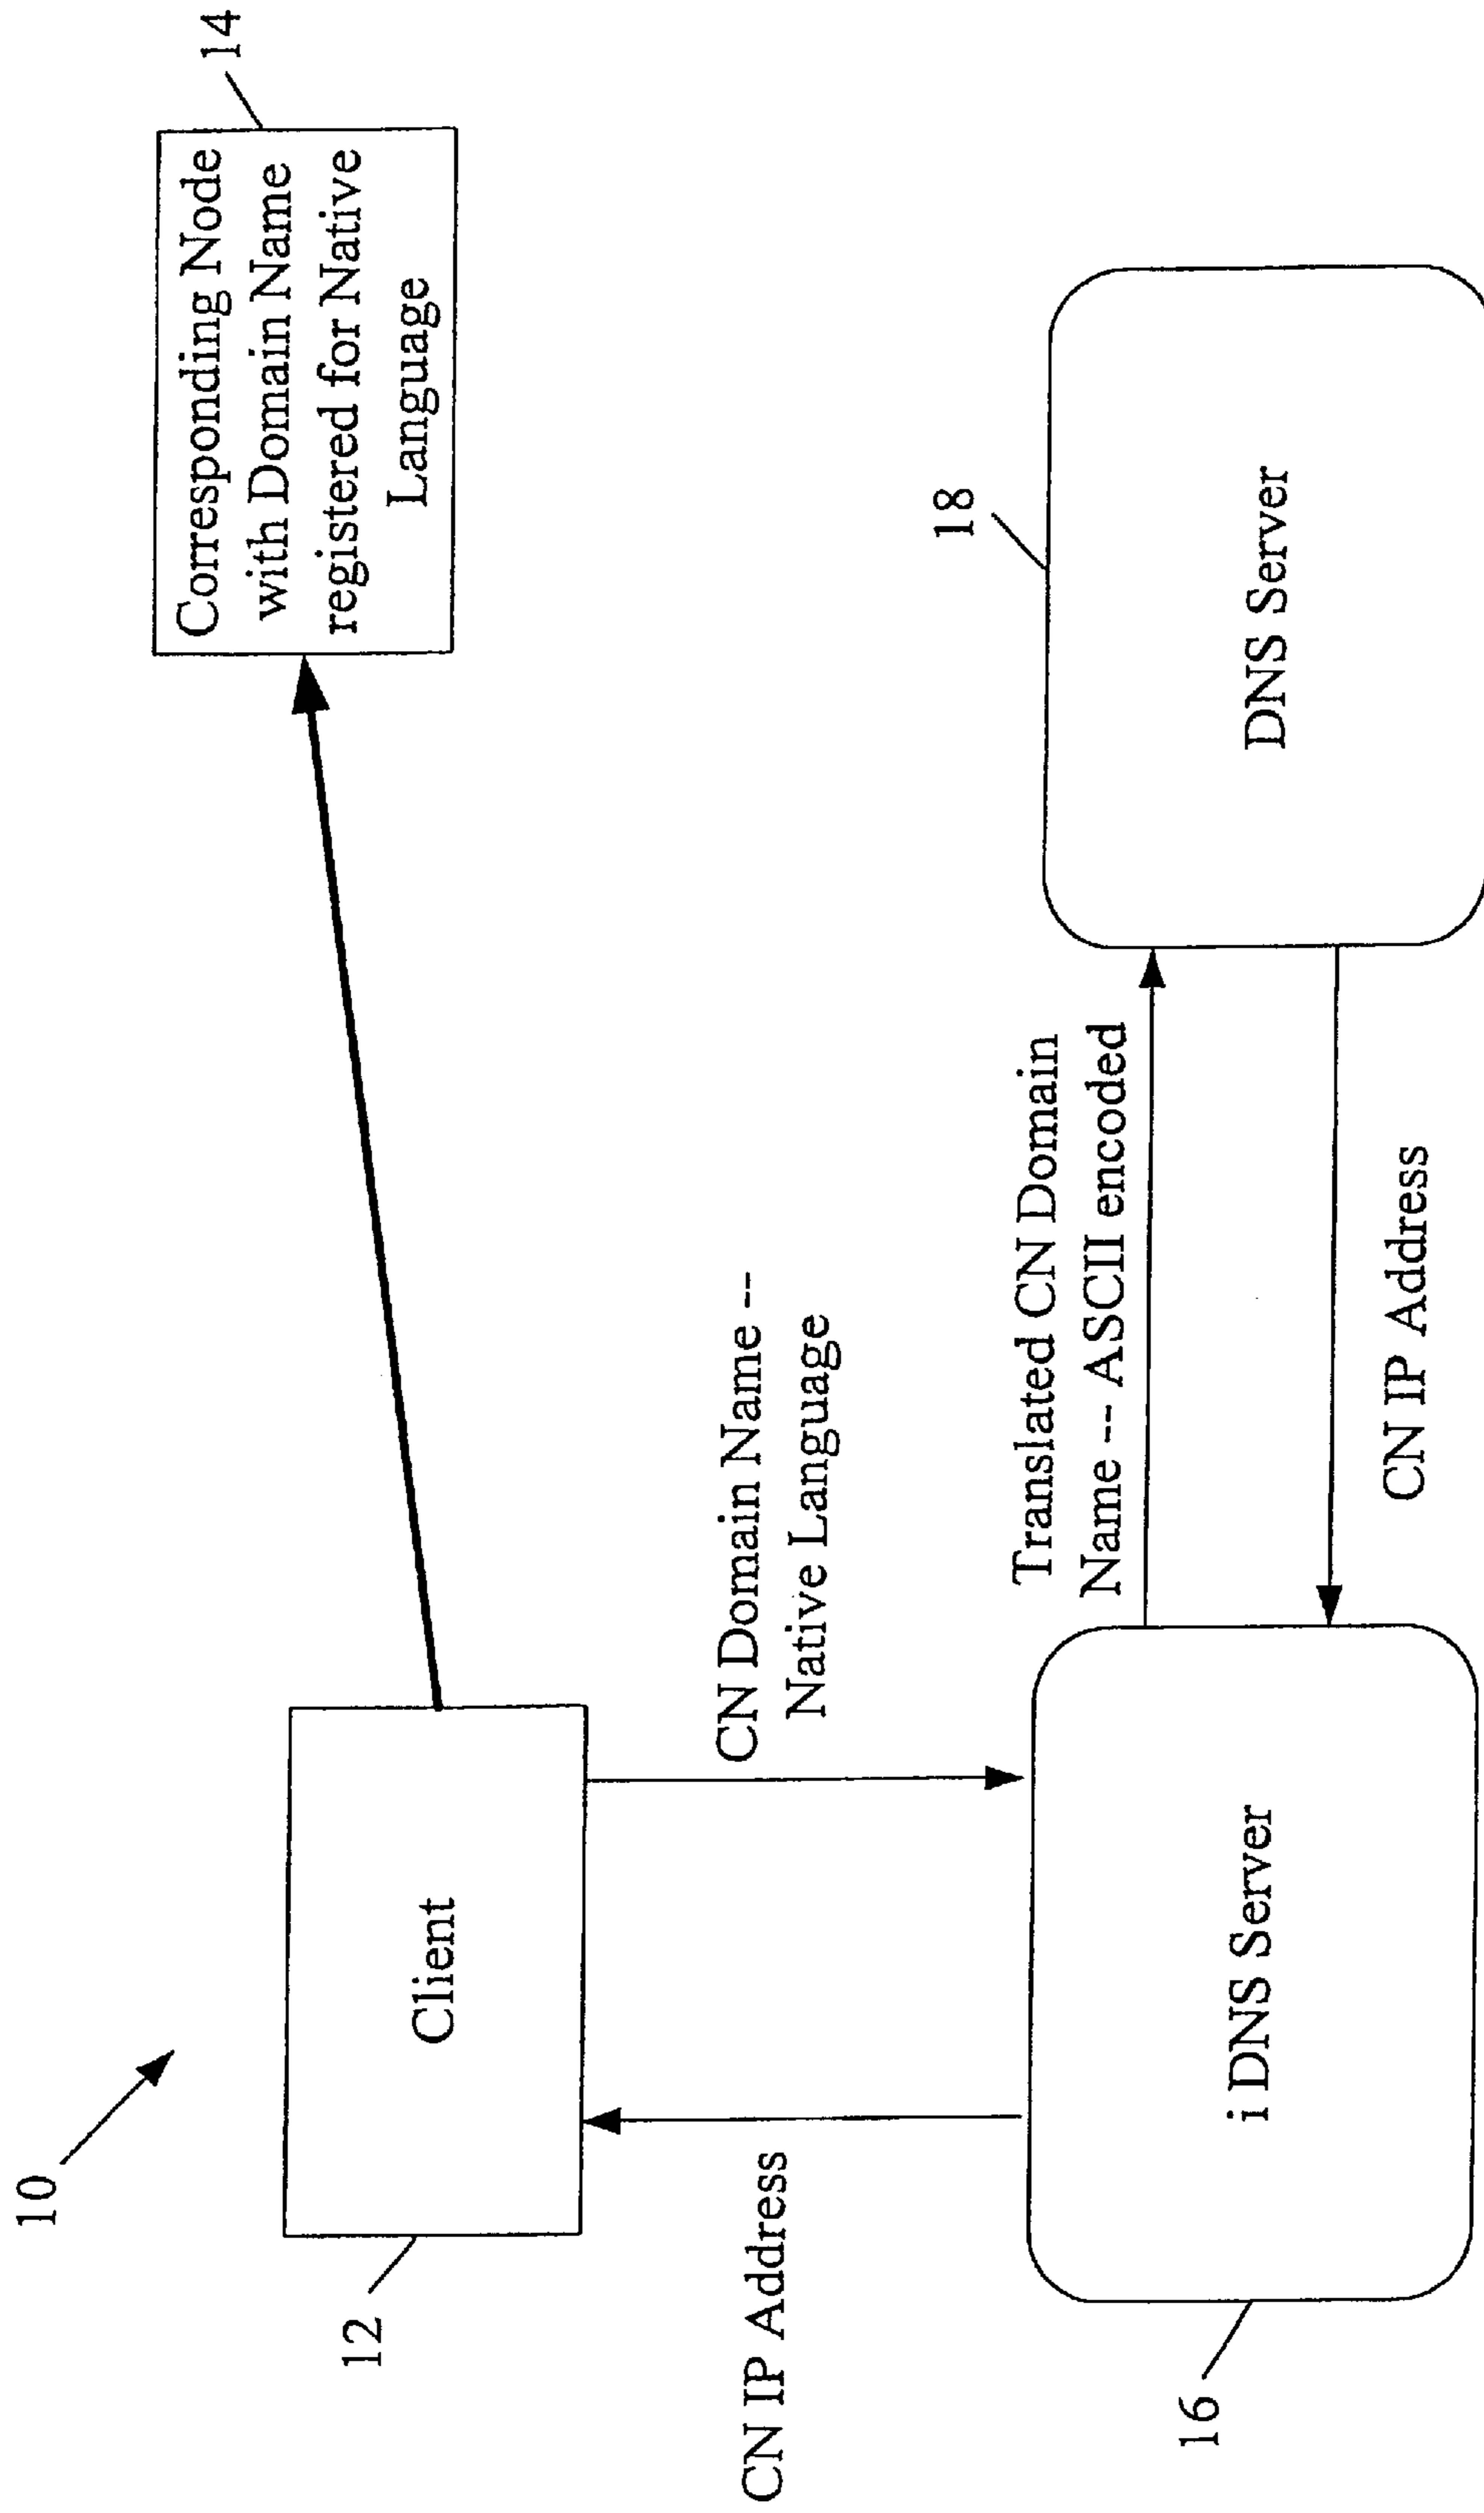 10
14
12
Client
Corresponding Node
with Domain Name
registered for Native
Language
CN IP Address
CN Domain Name --
Native Language
18
16
i DNS Server
Translated CN Domain
Name -- ASCII encoded
CN IP Address
DNS Server